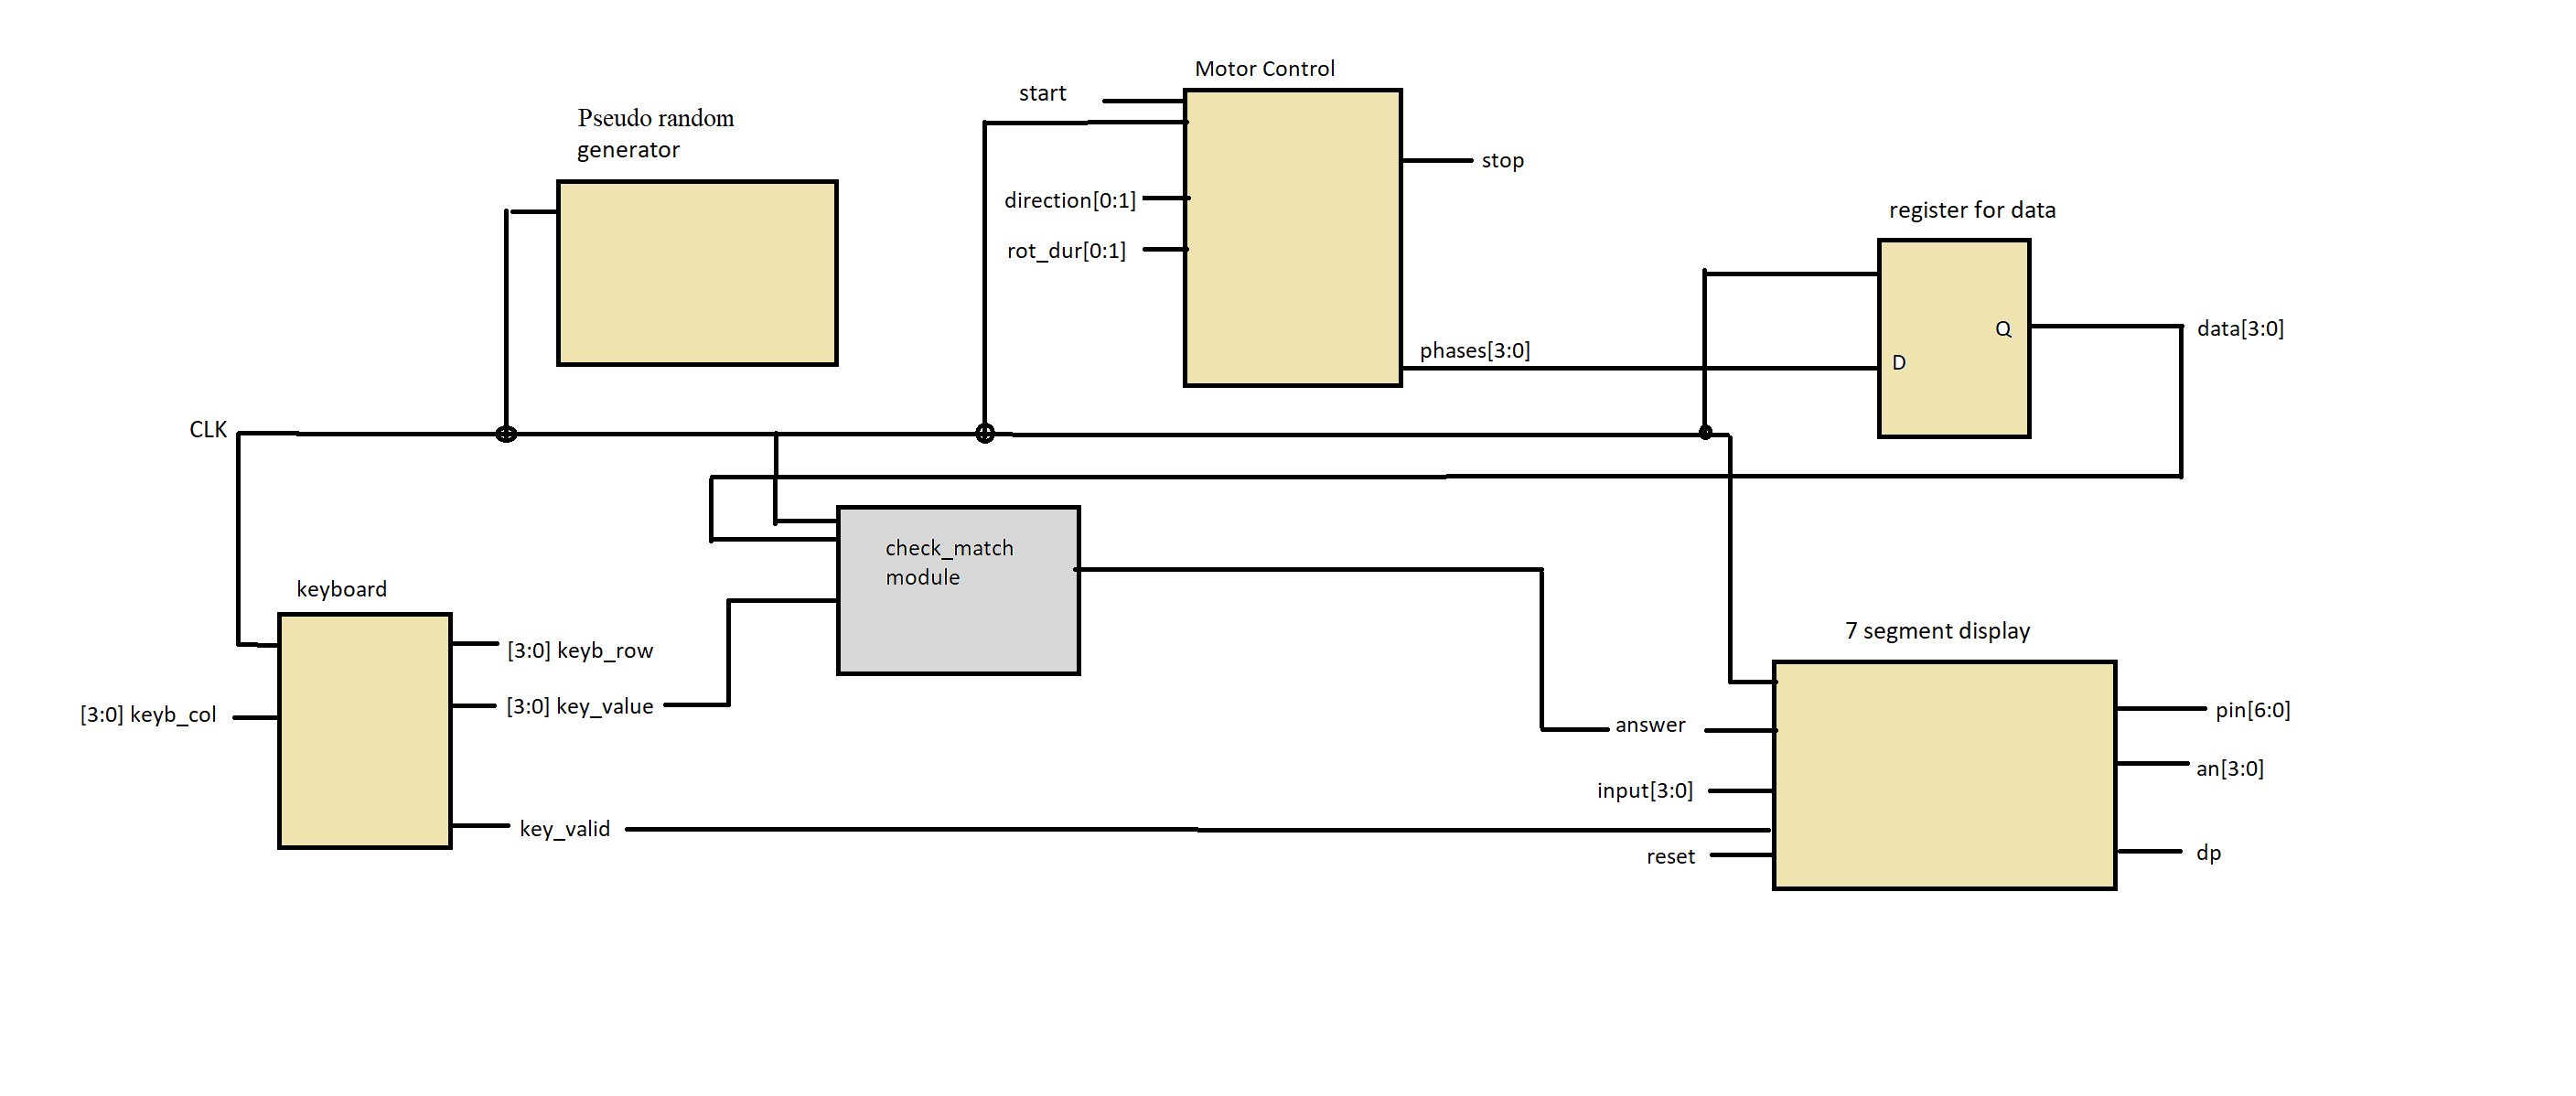 Motor Control
start
Pseudo random
generator
stop
direction[0:1]
register for data
rot_dur[0:1]
Q
data[3:0]
phases[3:0]
D
CLK
check_match
module
keyboard
7 segment display
[3:0] keyb_row
[3:0] key_value
[3:0] keyb_col
answer
pin[6:0]
an[3:0]
input[3:0]
key_valid
reset
dp